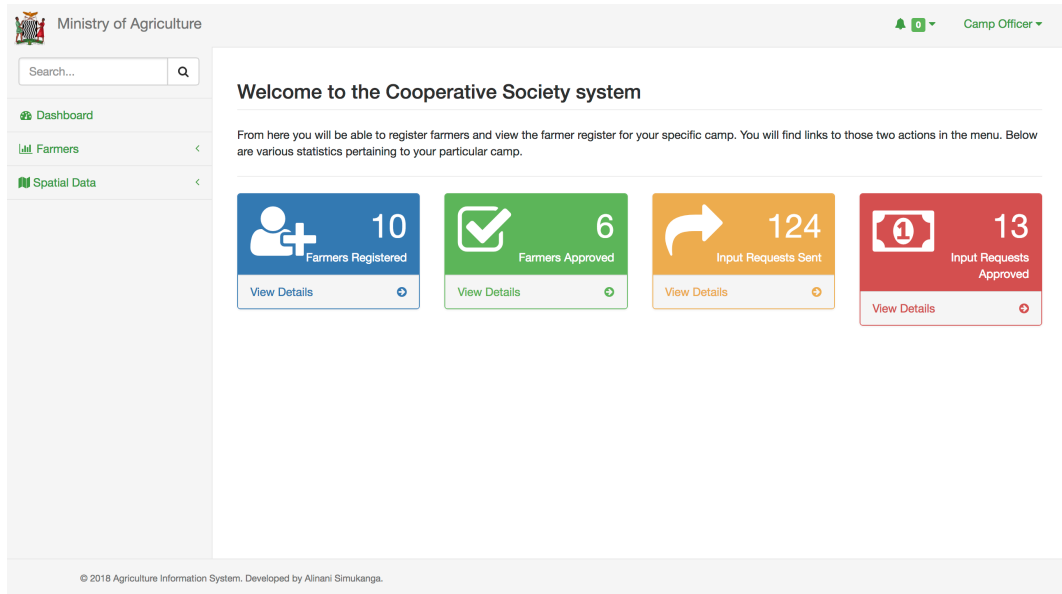 Ministry of Agriculture
0
Camp Officer
Search...
Dashboard
Farmers
Spatial Data
Welcome to the Cooperative Society system
From here you will be able to register farmers and view the farmer register for your specific camp. You will find links to those two actions in the menu. Below
are various statistics pertaining to your particular camp.
10
Farmers Registered
View Details
6
Farmers Approved
View Details
124
Input Requests Sent
View Details
1
13
Input Requests
Approved
View Details
© 2018 Agriculture Information System. Developed by Alinani Simukanga.